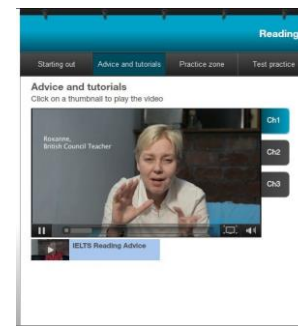 Reading
Starting out
Advice and tutorials
Practice zone
Test practice
Advice and tutorials
Click on a thumbnail to play the video
Roxanne,
British Council Teacher
Ch1
Ch2
Ch3
IELTS Reading Advice